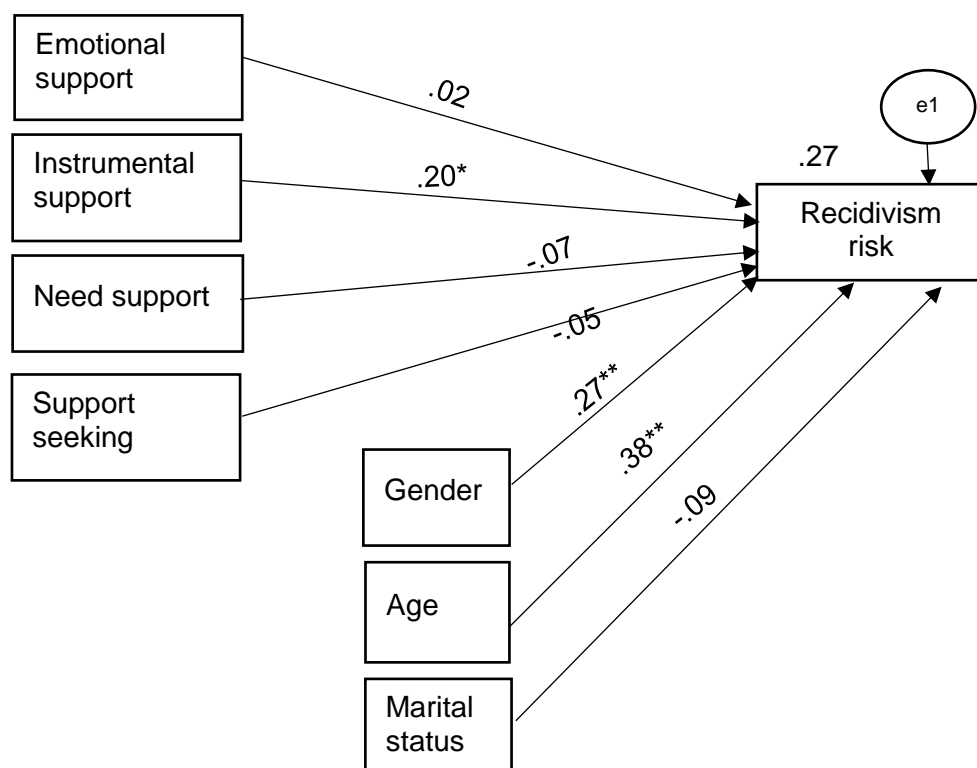 Emotional
support
.02
e1
.27
Instrumental
support
.20*
Recidivism
risk
Need support
-.07
-.05
Support
seeking
.27**
.38**
Gender
-.09
Age
Marital
status